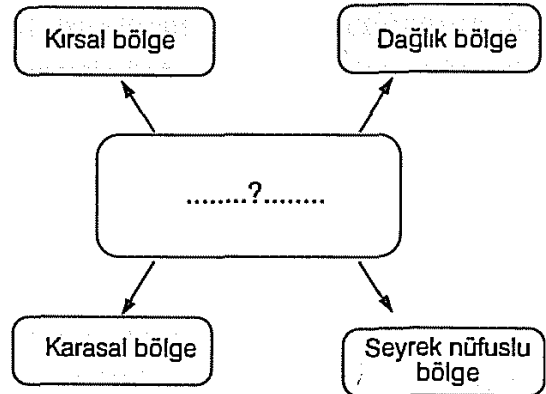 Kırsal bölge
Dağlık bölge
........?........
Karasal bölge
Seyrek nüfuslu
bölge